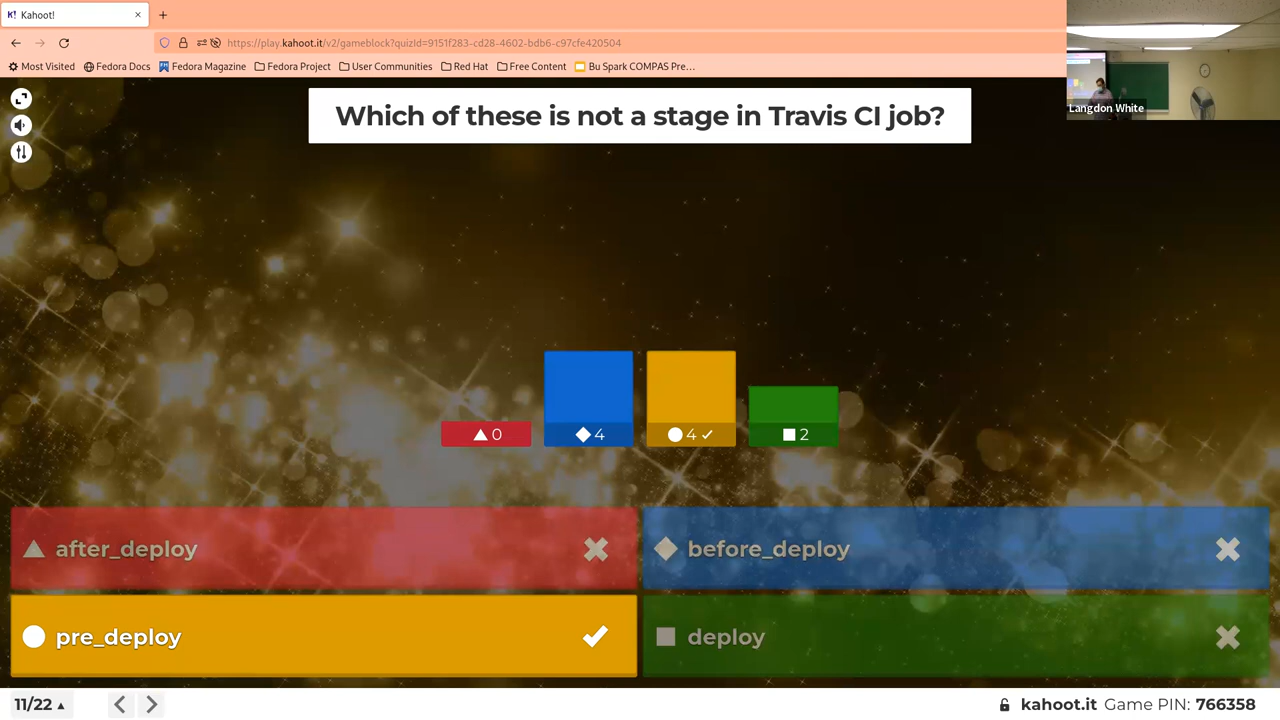 K! Kahoot!
https://play.kahoot.it/v2/gameblock?quizId=9151f283-cd28-4602-bdb6-c97cfe420504
Most Visited Fedora Docs Fedora Magazine Fedora Project User Communities Red Hat Free Content Bu Spark COMPAS Pre…
Langdon White
Which of these is not a stage in Travis CI job?
0 4 4 2
after_deploy
before_deploy
pre_deploy
deploy
11/22
kahoot.it Game PIN: 766358